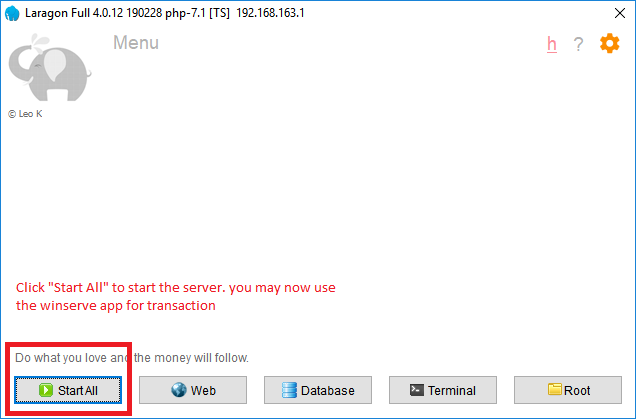 Laragon Full 4.0.12 190228 php-7.1 [TS]  192.168.163.1
Menu
h ?
© Leo K
Click "Start All" to start the server. you may now use
the winserve app for transaction
Do what you love and the money will follow.
Start All Web Database Terminal Root